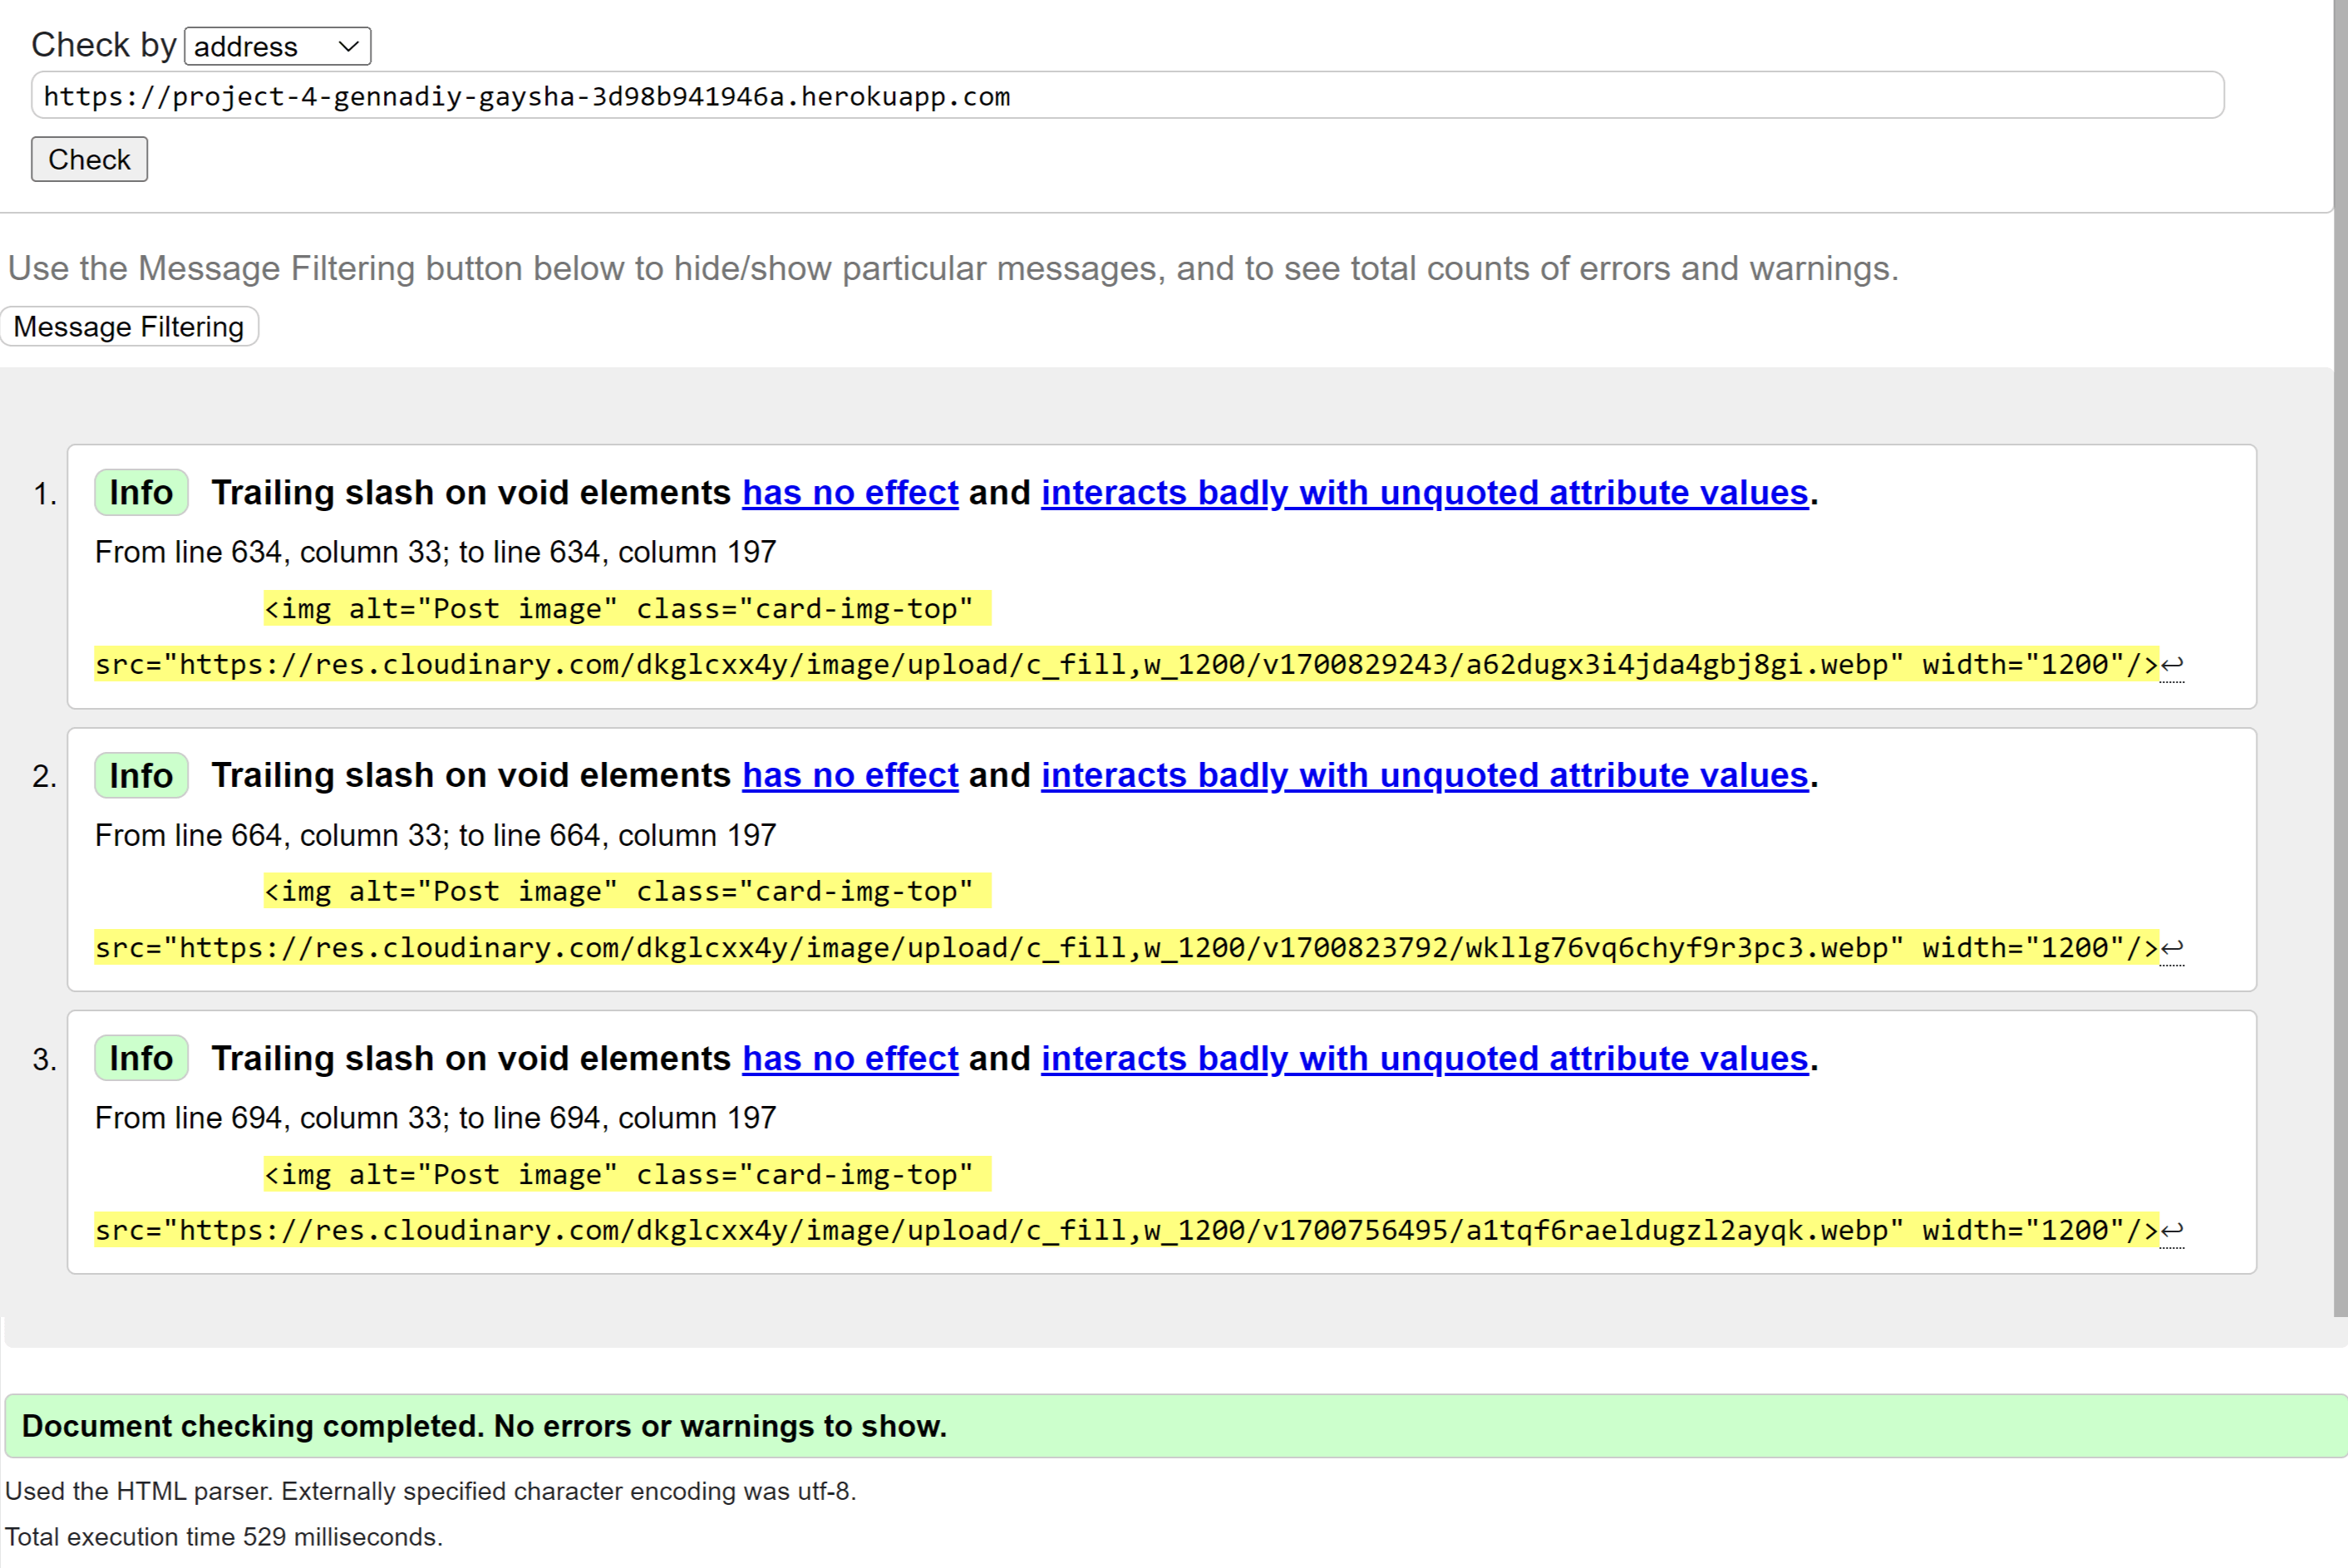 Check by address
https://project-4-gennadiy-gaysha-3d98b941946a.herokuapp.com
Check
Use the Message Filtering button below to hide/show particular messages, and to see total counts of errors and warnings.
Message Filtering
1. Info Trailing slash on void elements has no effect and interacts badly with unquoted attribute values.
From line 634, column 33; to line 634, column 197
<img alt="Post image" class="card-img-top"
src="https://res.cloudinary.com/dkglcxx4y/image/upload/c_fill,w_1200/v1700829243/a62dugx3i4jda4gbj8gi.webp" width="1200"/>↩
2. Info Trailing slash on void elements has no effect and interacts badly with unquoted attribute values.
From line 664, column 33; to line 664, column 197
<img alt="Post image" class="card-img-top"
src="https://res.cloudinary.com/dkglcxx4y/image/upload/c_fill,w_1200/v1700823792/wkllg76vq6chyf9r3pc3.webp" width="1200"/>↩
3. Info Trailing slash on void elements has no effect and interacts badly with unquoted attribute values.
From line 694, column 33; to line 694, column 197
<img alt="Post image" class="card-img-top"
src="https://res.cloudinary.com/dkglcxx4y/image/upload/c_fill,w_1200/v1700756495/a1tqf6raeldugzl2ayqk.webp" width="1200"/>↩
Document checking completed. No errors or warnings to show.
Used the HTML parser. Externally specified character encoding was utf-8.
Total execution time 529 milliseconds.